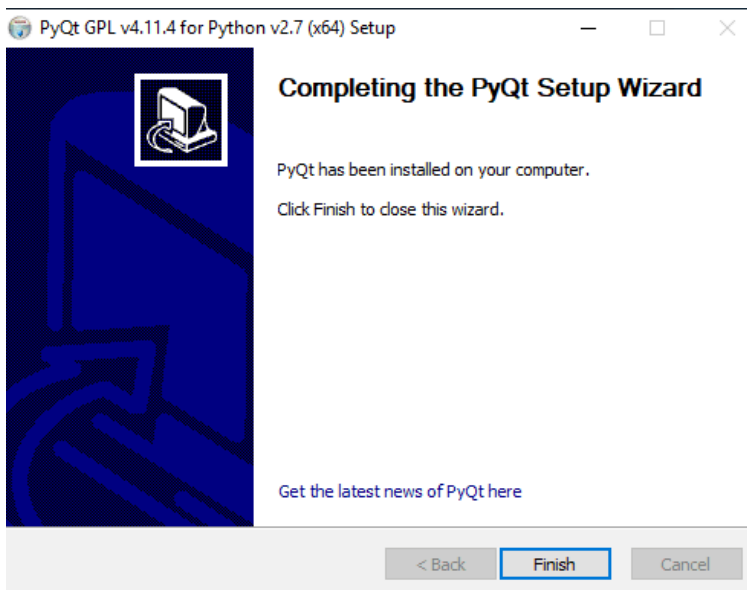 PyQt GPL v4.11.4 for Python v2.7 (x64) Setup
Completing the PyQt Setup Wizard
PyQt has been installed on your computer.
Click Finish to close this wizard.
Get the latest news of PyQt here
< Back
Finish
Cancel